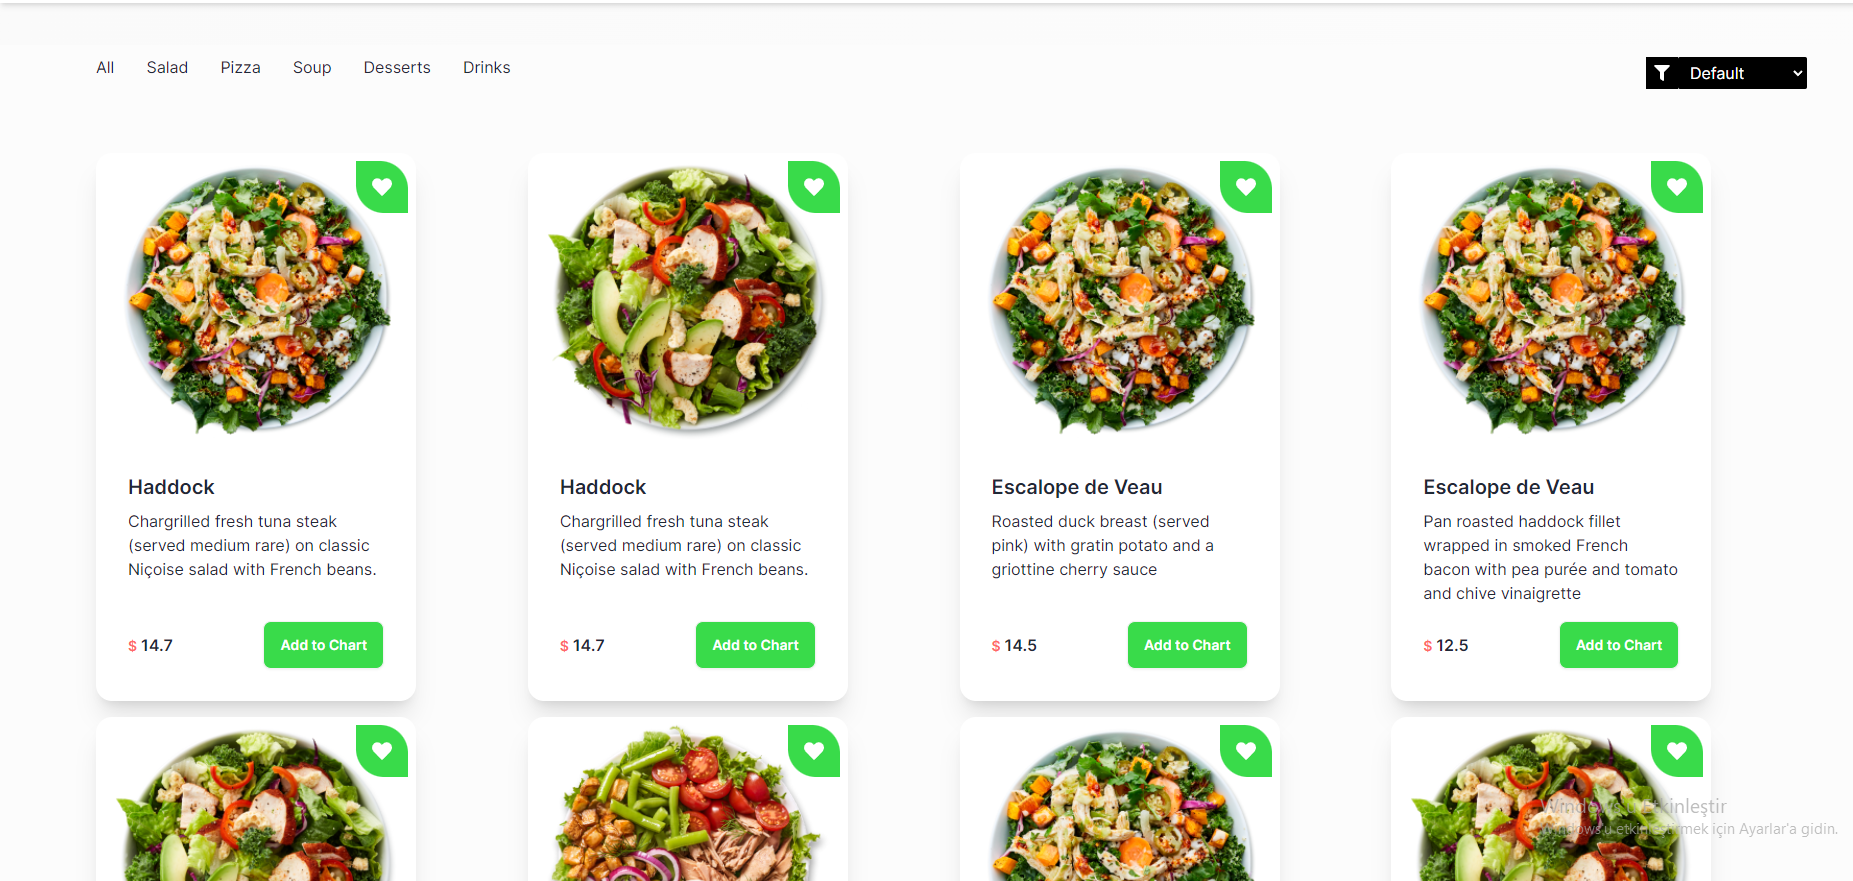 All Salad Pizza Soup Desserts Drinks
Default
Haddock
Chargrilled fresh tuna steak
(served medium rare) on classic
Niçoise salad with French beans.
$ 14.7
Add to Chart
Haddock
Chargrilled fresh tuna steak
(served medium rare) on classic
Niçoise salad with French beans.
$ 14.7
Add to Chart
Escalope de Veau
Roasted duck breast (served
pink) with gratin potato and a
griottine cherry sauce
$ 14.5
Add to Chart
Escalope de Veau
Pan roasted haddock fillet
wrapped in smoked French
bacon with pea purée and tomato
and chive vinaigrette
$ 12.5
Add to Chart
Windows'u Etkinleştir
Windows'u etkinleştirmek için Ayarlar'a gidin.